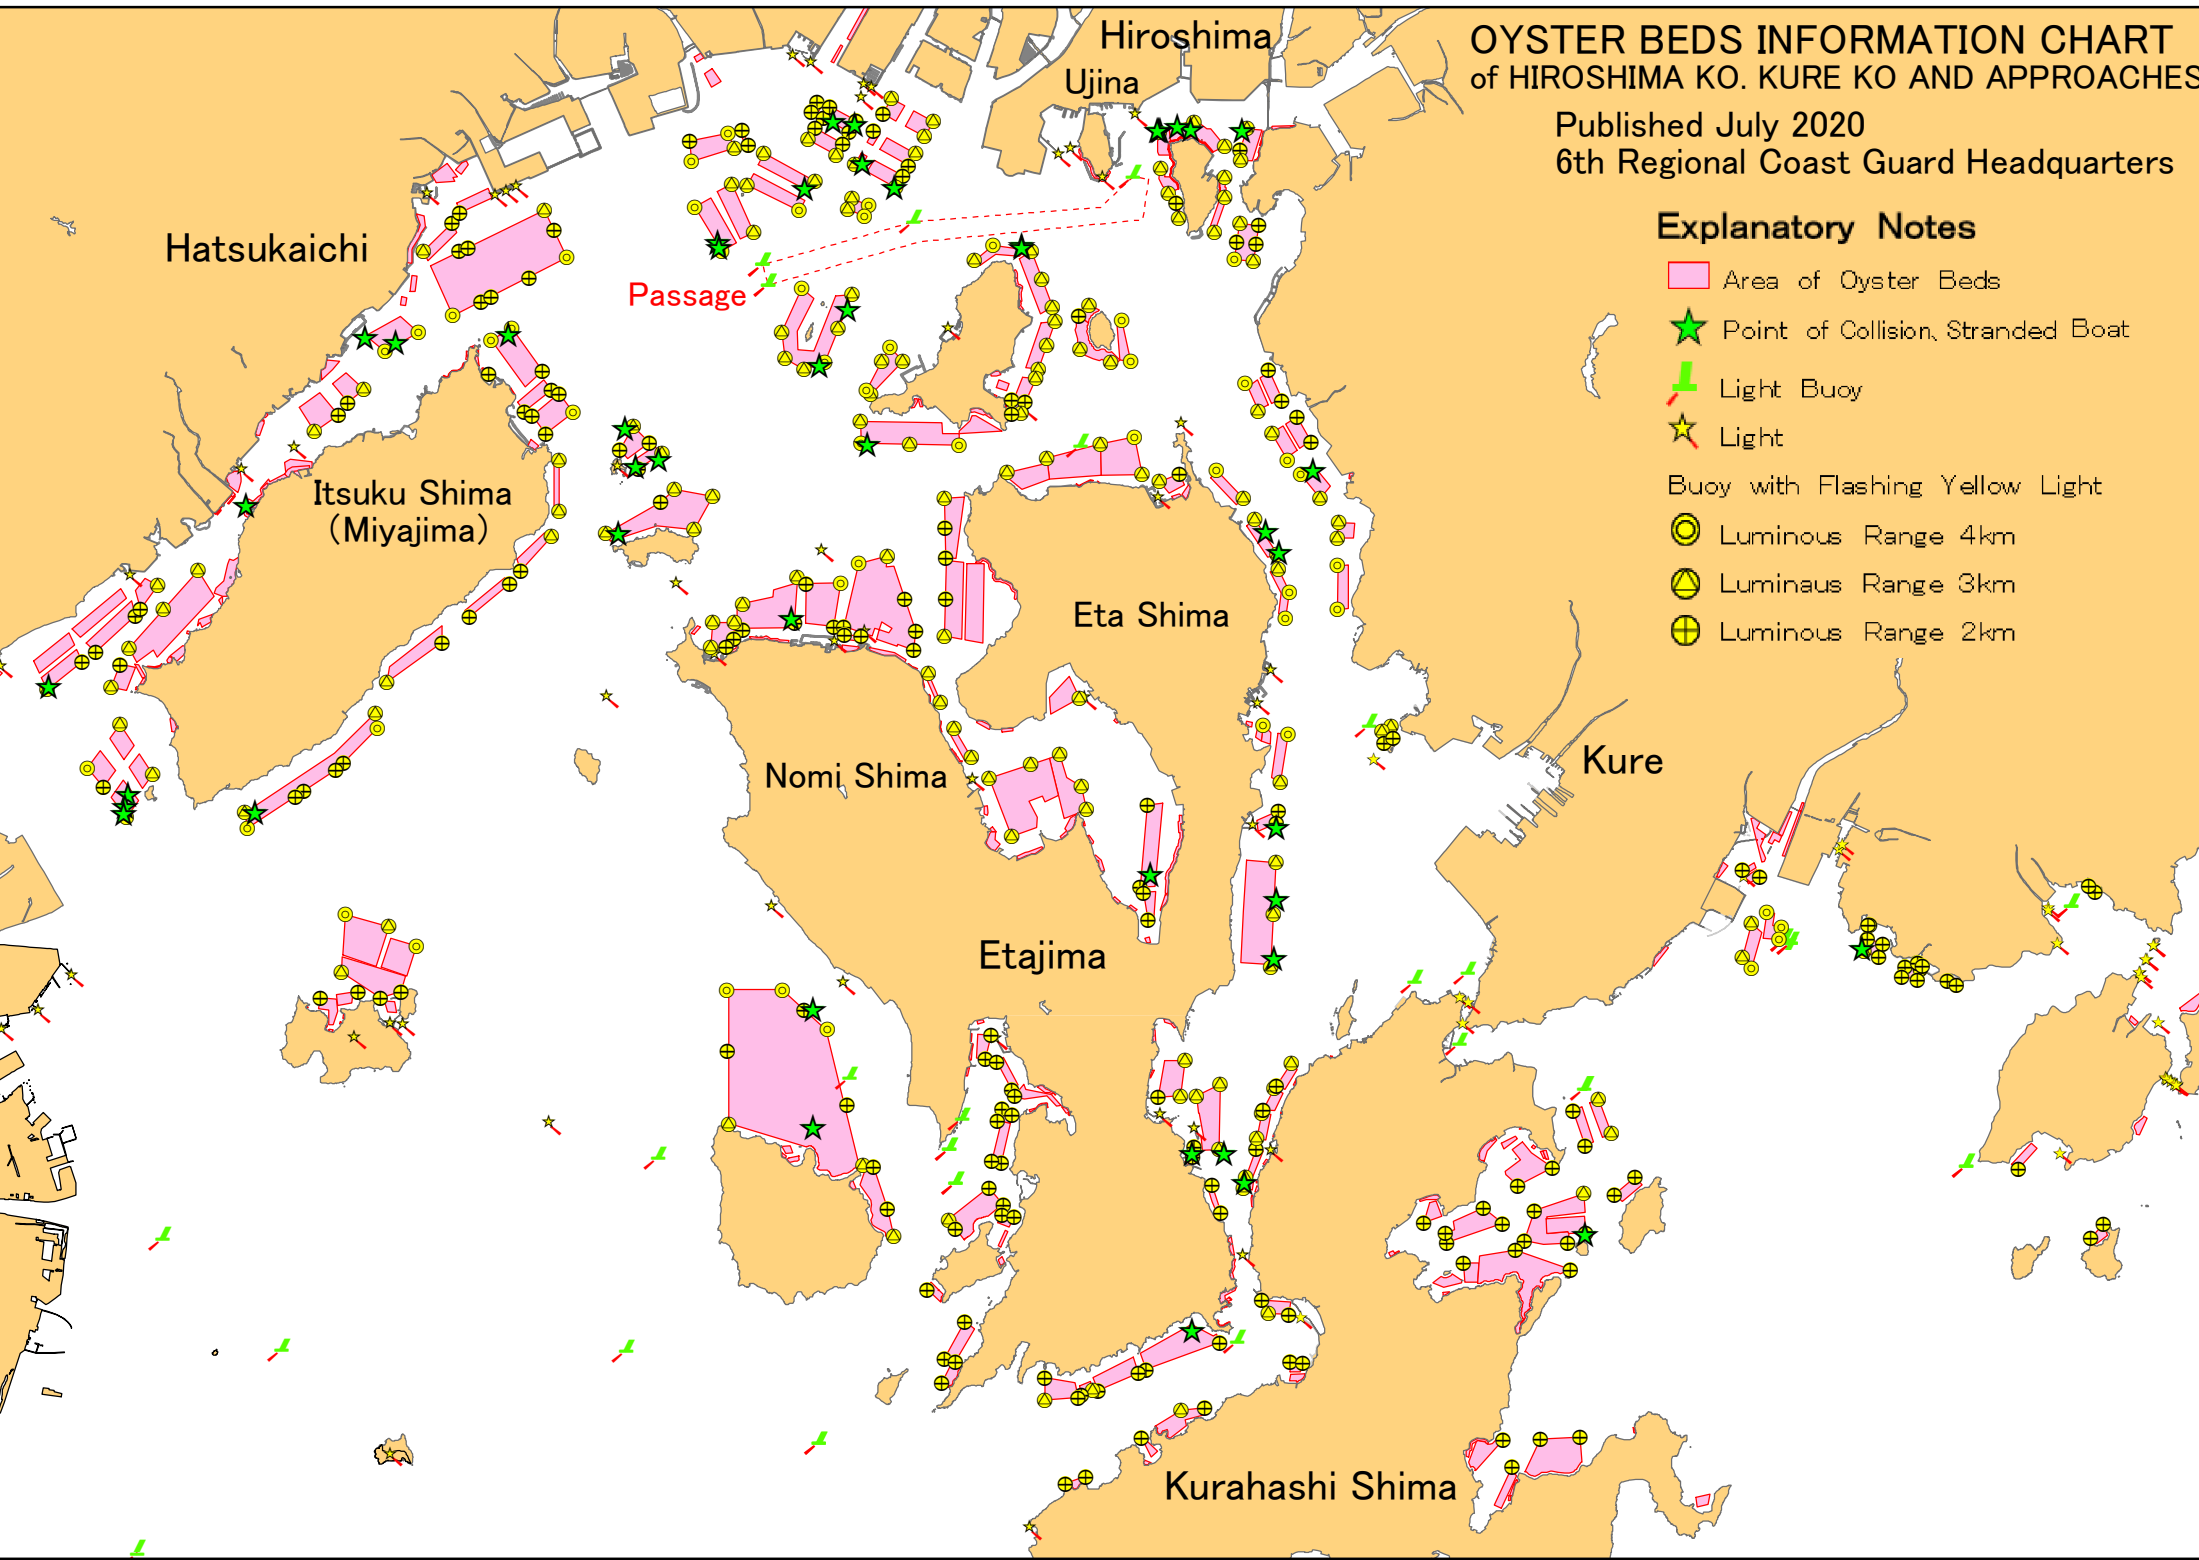 OYSTER BEDS INFORMATION CHART
of HIROSHIMA KO. KURE KO AND APPROACHES
Published July 2020
6th Regional Coast Guard Headquarters
Explanatory Notes
Area of Oyster Beds
Point of Collision, Stranded Boat
Light Buoy
Light
Buoy with Flashing Yellow Light
Luminous Range 4km
Luminaus Range 3km
Luminous Range 2km
Hiroshima
Ujina
Hatsukaichi
Passage
Itsuku Shima
(Miyajima)
Eta Shima
Nomi Shima
Kure
Etajima
Kurahashi Shima